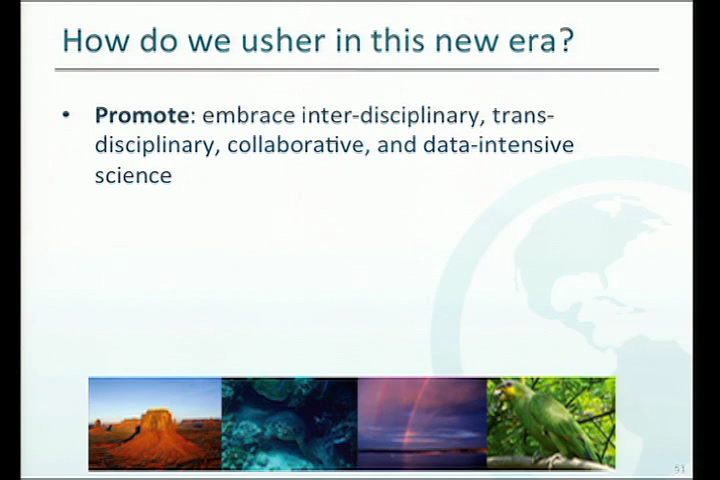 How do we usher in this new era?
• Promote: embrace inter-disciplinary, trans-
disciplinary, collaborative, and data-intensive
science
51